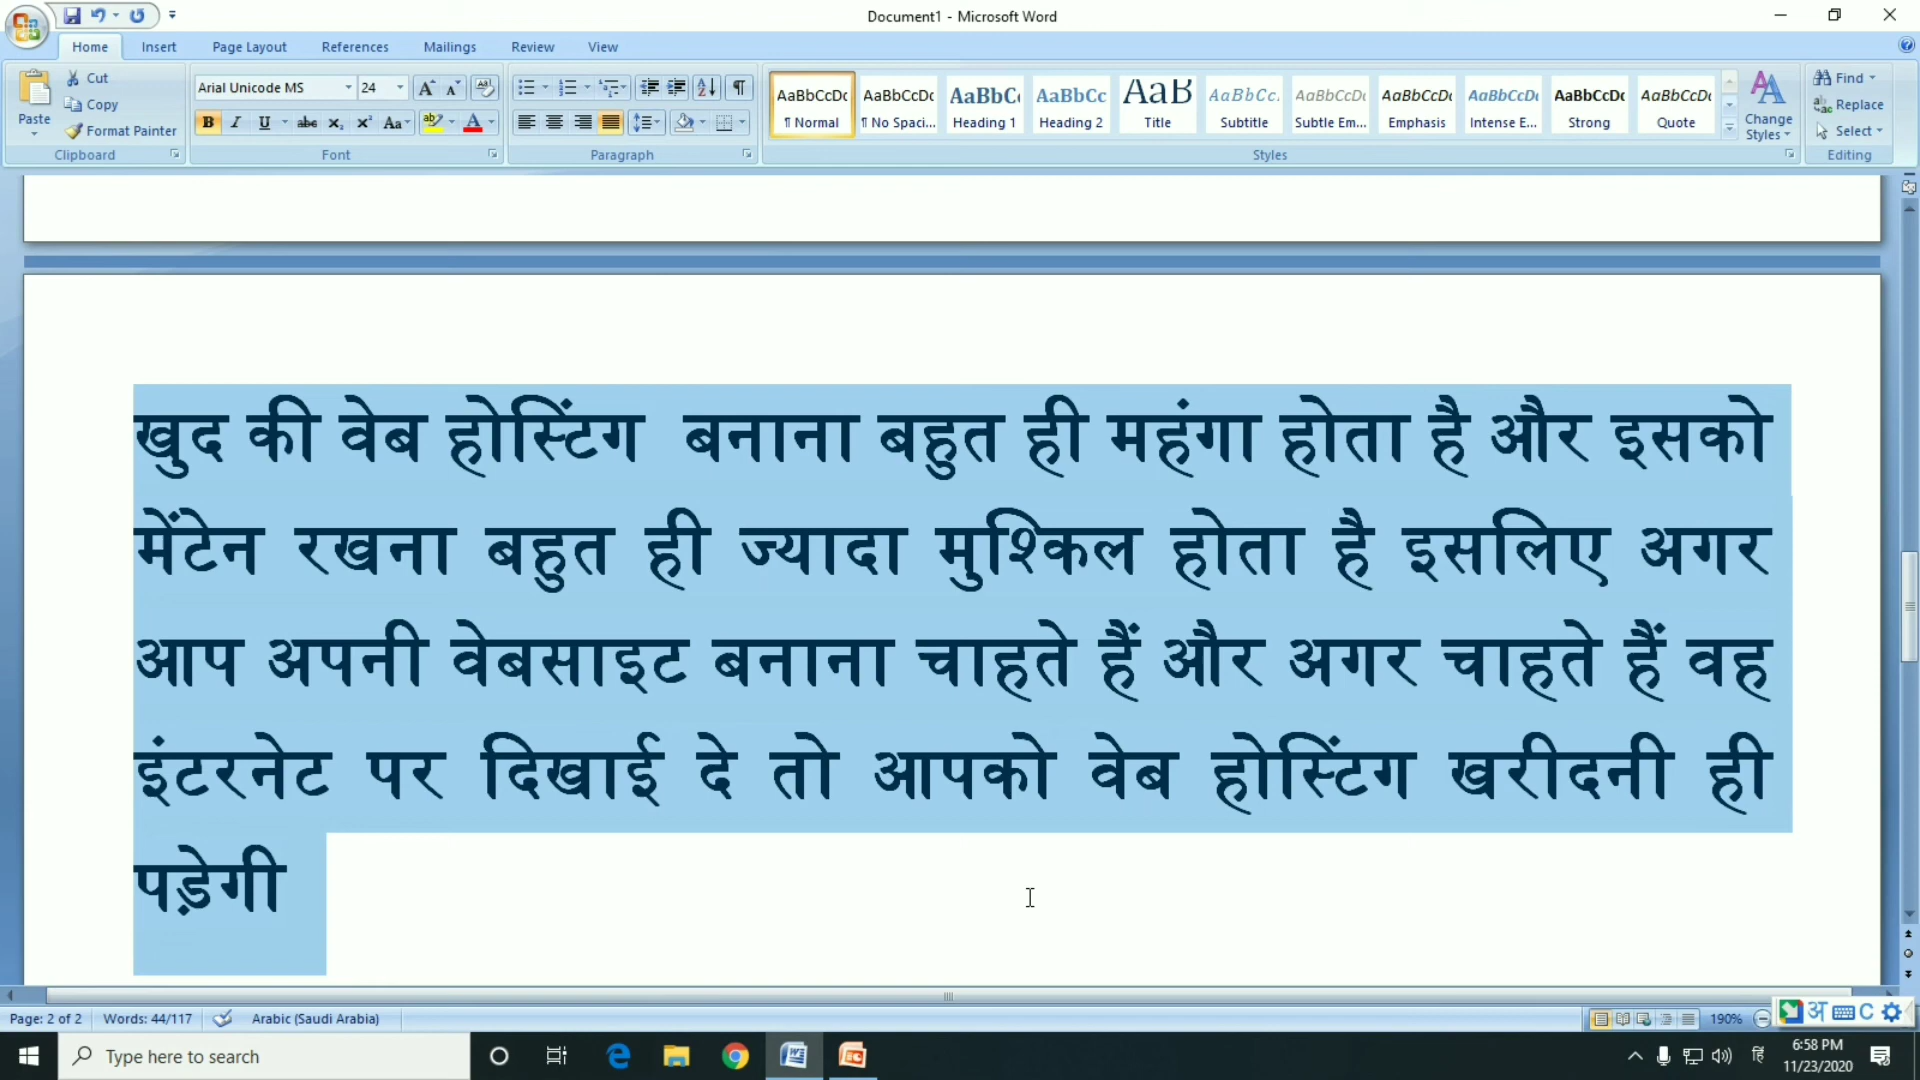 Document1 - Microsoft Word
Home Insert Page Layout References Mailings Review View
Paste
Cut
Copy
Format Painter
Clipboard
Arial Unicode MS 24
B I U abe X₂ X² Aa ab A
Font
Paragraph
AaBbCcDc AaBbCcDc AaBbC AaBbCc AaB AaBbCc. AaBbCcDc AaBbCcDc AaBbCcDc AaBbCcDc AaBbCcDc
¶ Normal ¶ No Spaci... Heading 1 Heading 2 Title Subtitle Subtle Em... Emphasis Intense E... Strong Quote
Change Styles
Styles
Find
Replace
Select
Editing
खुद की वेब होस्टिंग बनाना बहुत ही महंगा होता है और इसको
मेंटेन रखना बहुत ही ज्यादा मुश्किल होता है इसलिए अगर
आप अपनी वेबसाइट बनाना चाहते हैं और अगर चाहते हैं वह
इंटरनेट पर दिखाई दे तो आपको वेब होस्टिंग खरीदनी ही
पड़ेगी
Page: 2 of 2 Words: 44/117 Arabic (Saudi Arabia) 190% अ C
Type here to search
हिं
6:58 PM
11/23/2020